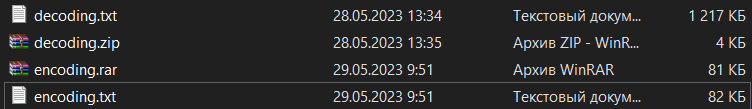 decoding.txt 28.05.2023 13:34 Текстовый докум... 1 217 КБ
decoding.zip 28.05.2023 13:35 Архив ZIP - WinR... 4 КБ
encoding.rar 29.05.2023 9:51 Архив WinRAR 81 КБ
encoding.txt 29.05.2023 9:51 Текстовый докум... 82 КБ